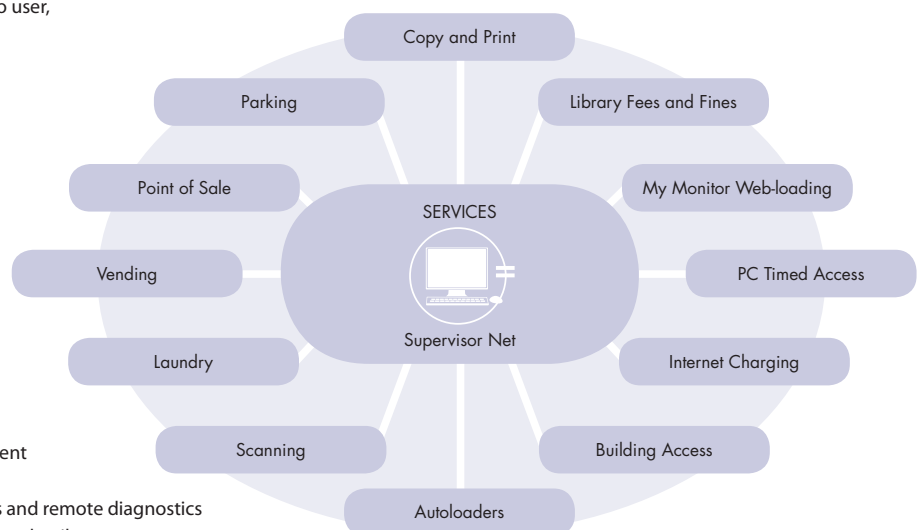 o user,
Copy and Print
Parking
Library Fees and Fines
Point of Sale
My Monitor Web-loading
SERVICES
Vending
PC Timed Access
Supervisor Net
Laundry
Internet Charging
Scanning
Building Access
ent
Autoloaders
s and remote diagnostics